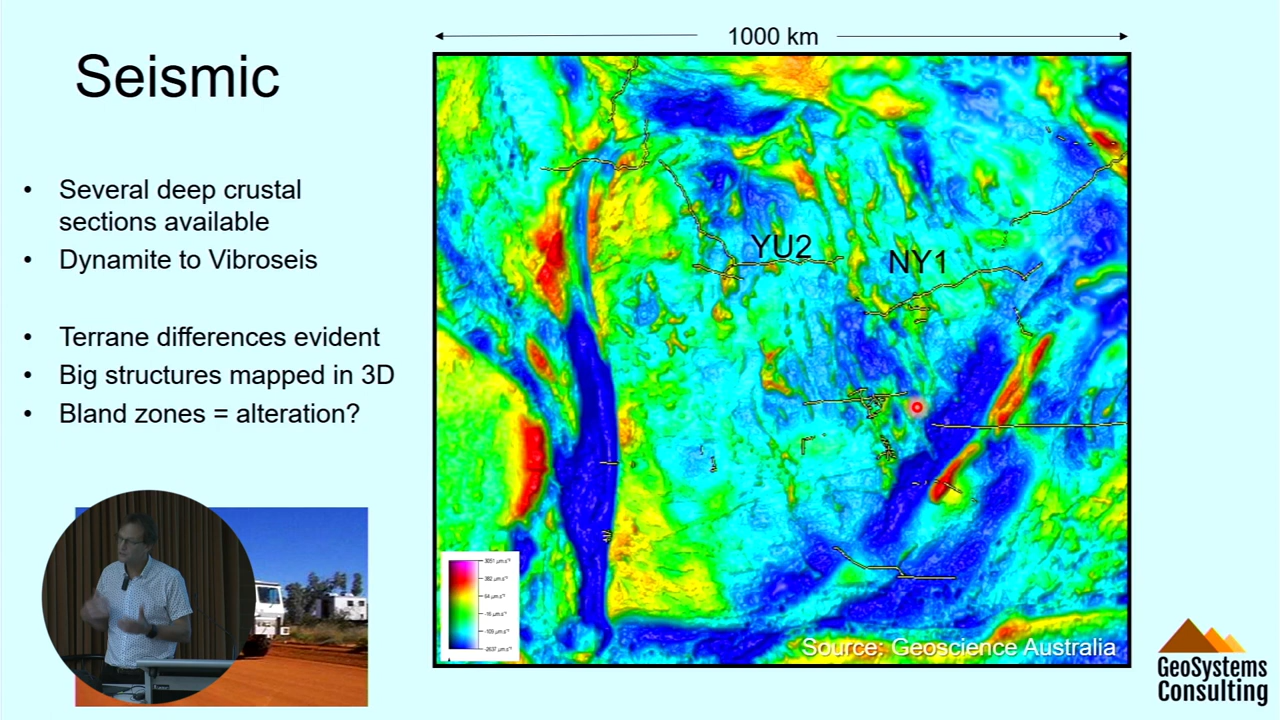 Seismic
• Several deep crustal
sections available
• Dynamite to Vibroseis
• Terrane differences evident
• Big structures mapped in 3D
• Bland zones = alteration?
1000 km
YU2
NY1
Source: Geoscience Australia
GeoSystems
Consulting